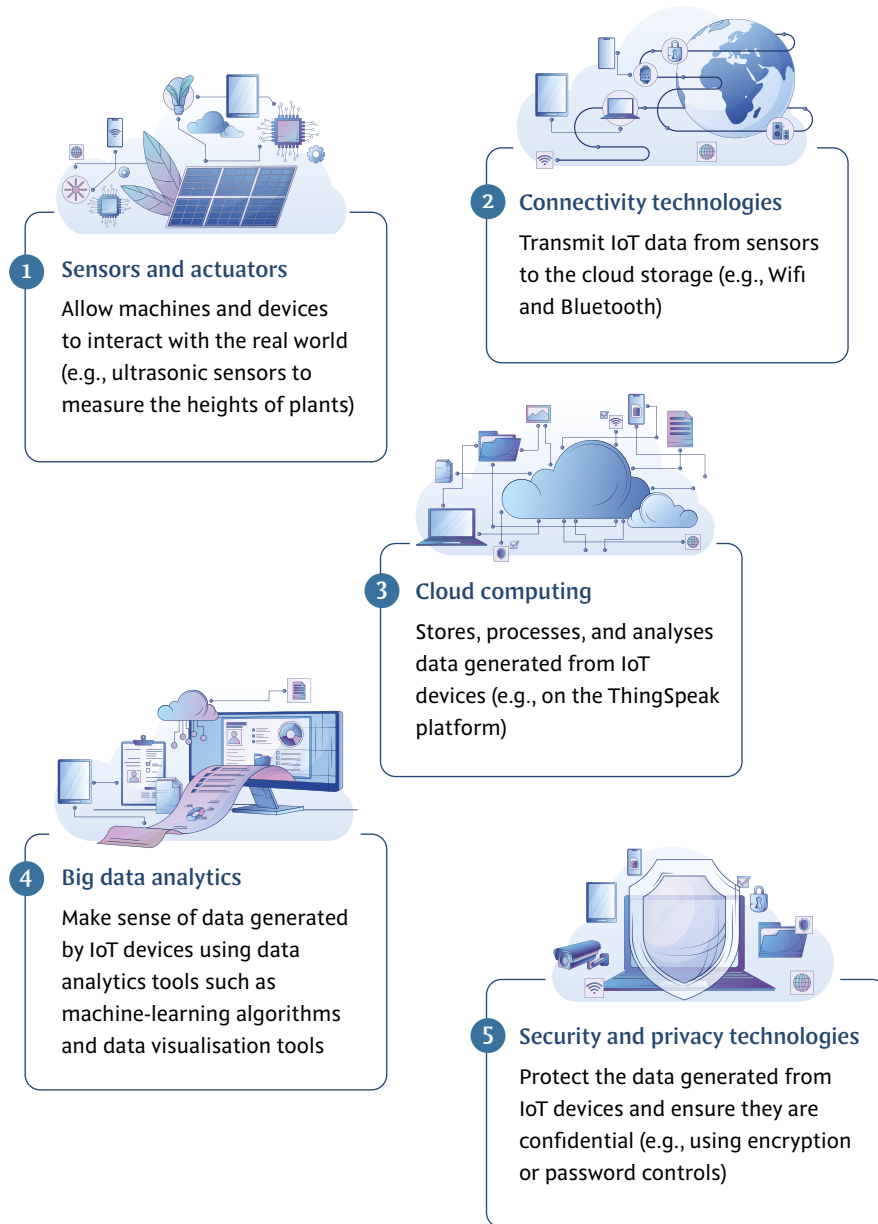 1 Sensors and actuators
Allow machines and devices
to interact with the real world
(e.g., ultrasonic sensors to
measure the heights of plants)
2 Connectivity technologies
Transmit IoT data from sensors
to the cloud storage (e.g., Wifi
and Bluetooth)
3 Cloud computing
Stores, processes, and analyses
data generated from IoT
devices (e.g., on the ThingSpeak
platform)
4 Big data analytics
Make sense of data generated
by IoT devices using data
analytics tools such as
machine-learning algorithms
and data visualisation tools
5 Security and privacy technologies
Protect the data generated from
IoT devices and ensure they are
confidential (e.g., using encryption
or password controls)